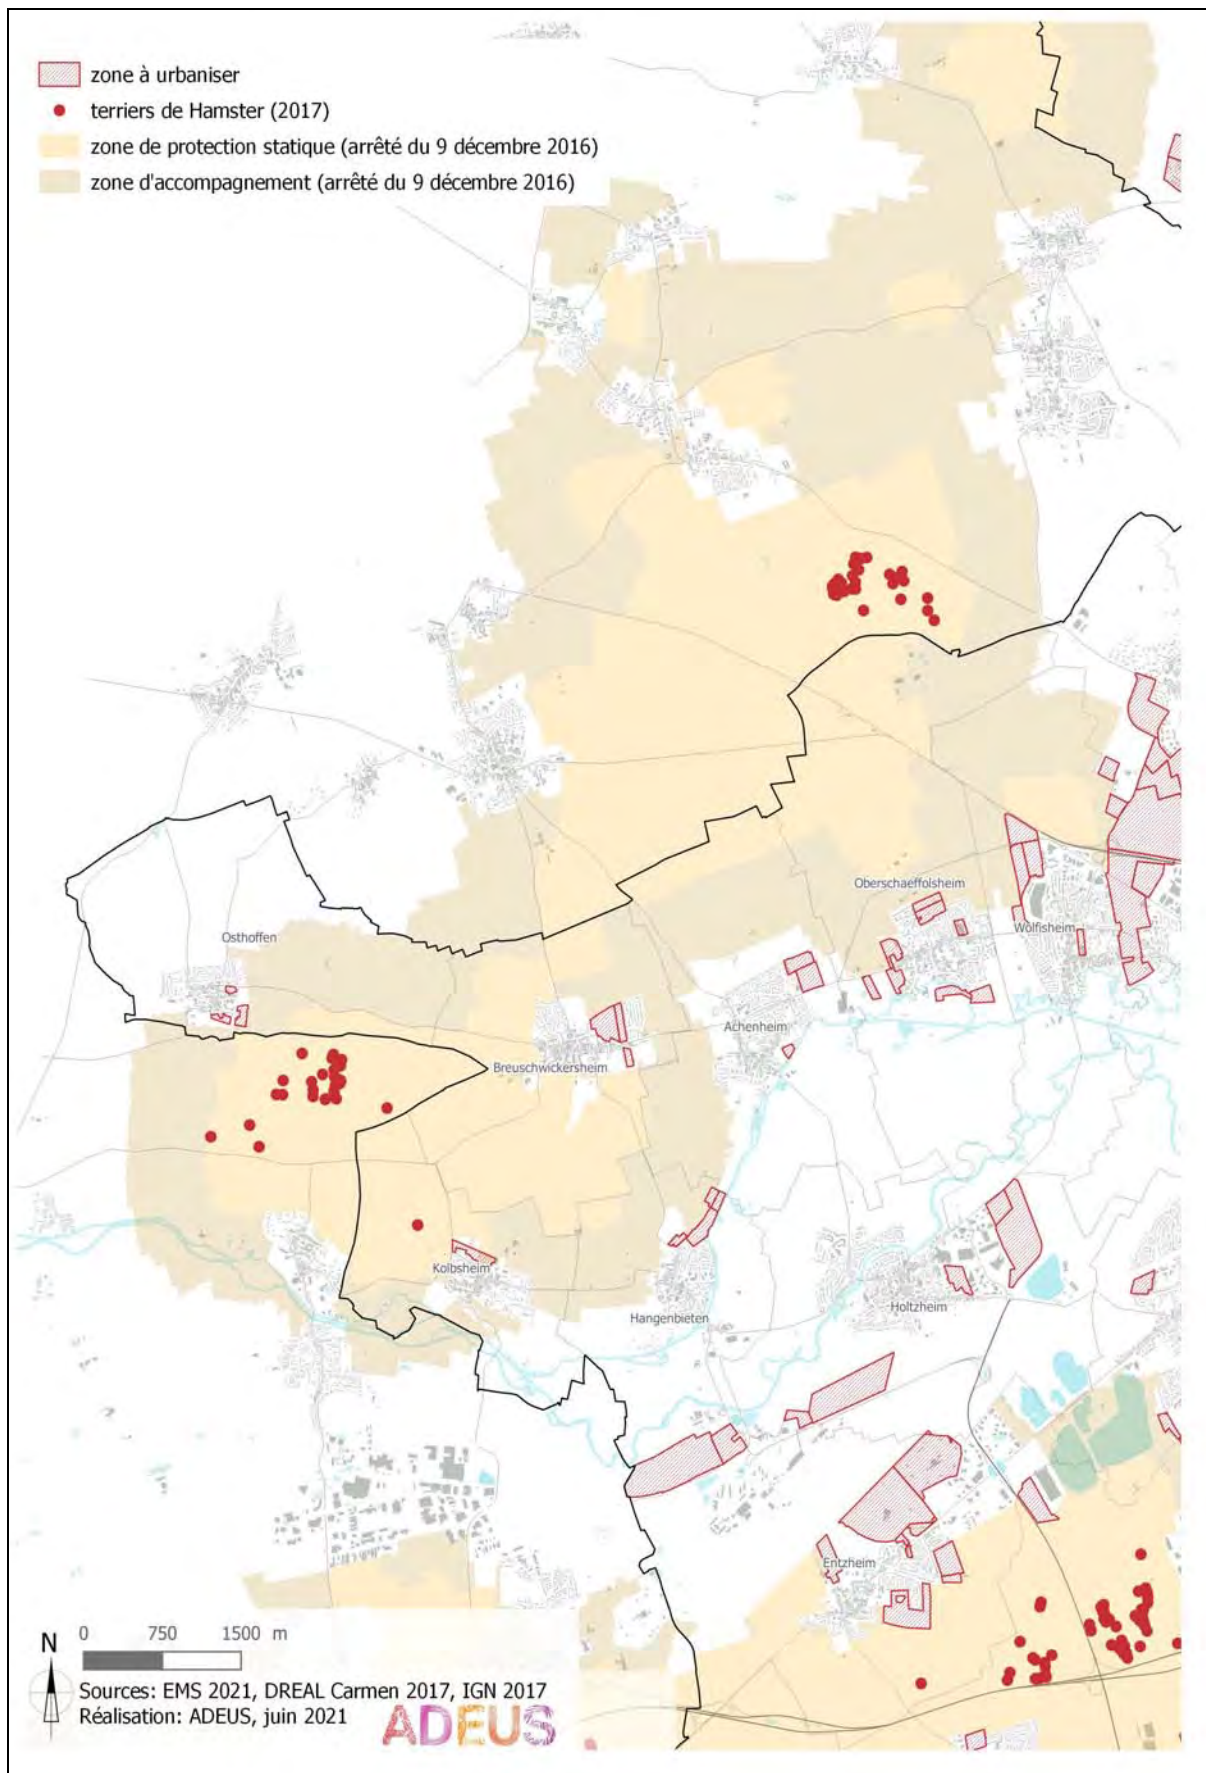 zone à urbaniser
terriers de Hamster (2017)
zone de protection statique (arrêté du 9 décembre 2016)
zone d'accompagnement (arrêté du 9 décembre 2016)
Oberschaeffolsheim
Wolfisheim
Osthoffen
Achenheim
Breuschwickersheim
Kolbsheim
Hangenbieten
Holtzheim
Entzheim
N
0 750 1500 m
Sources: EMS 2021, DREAL Carmen 2017, IGN 2017
Réalisation: ADEUS, juin 2021
ADEUS